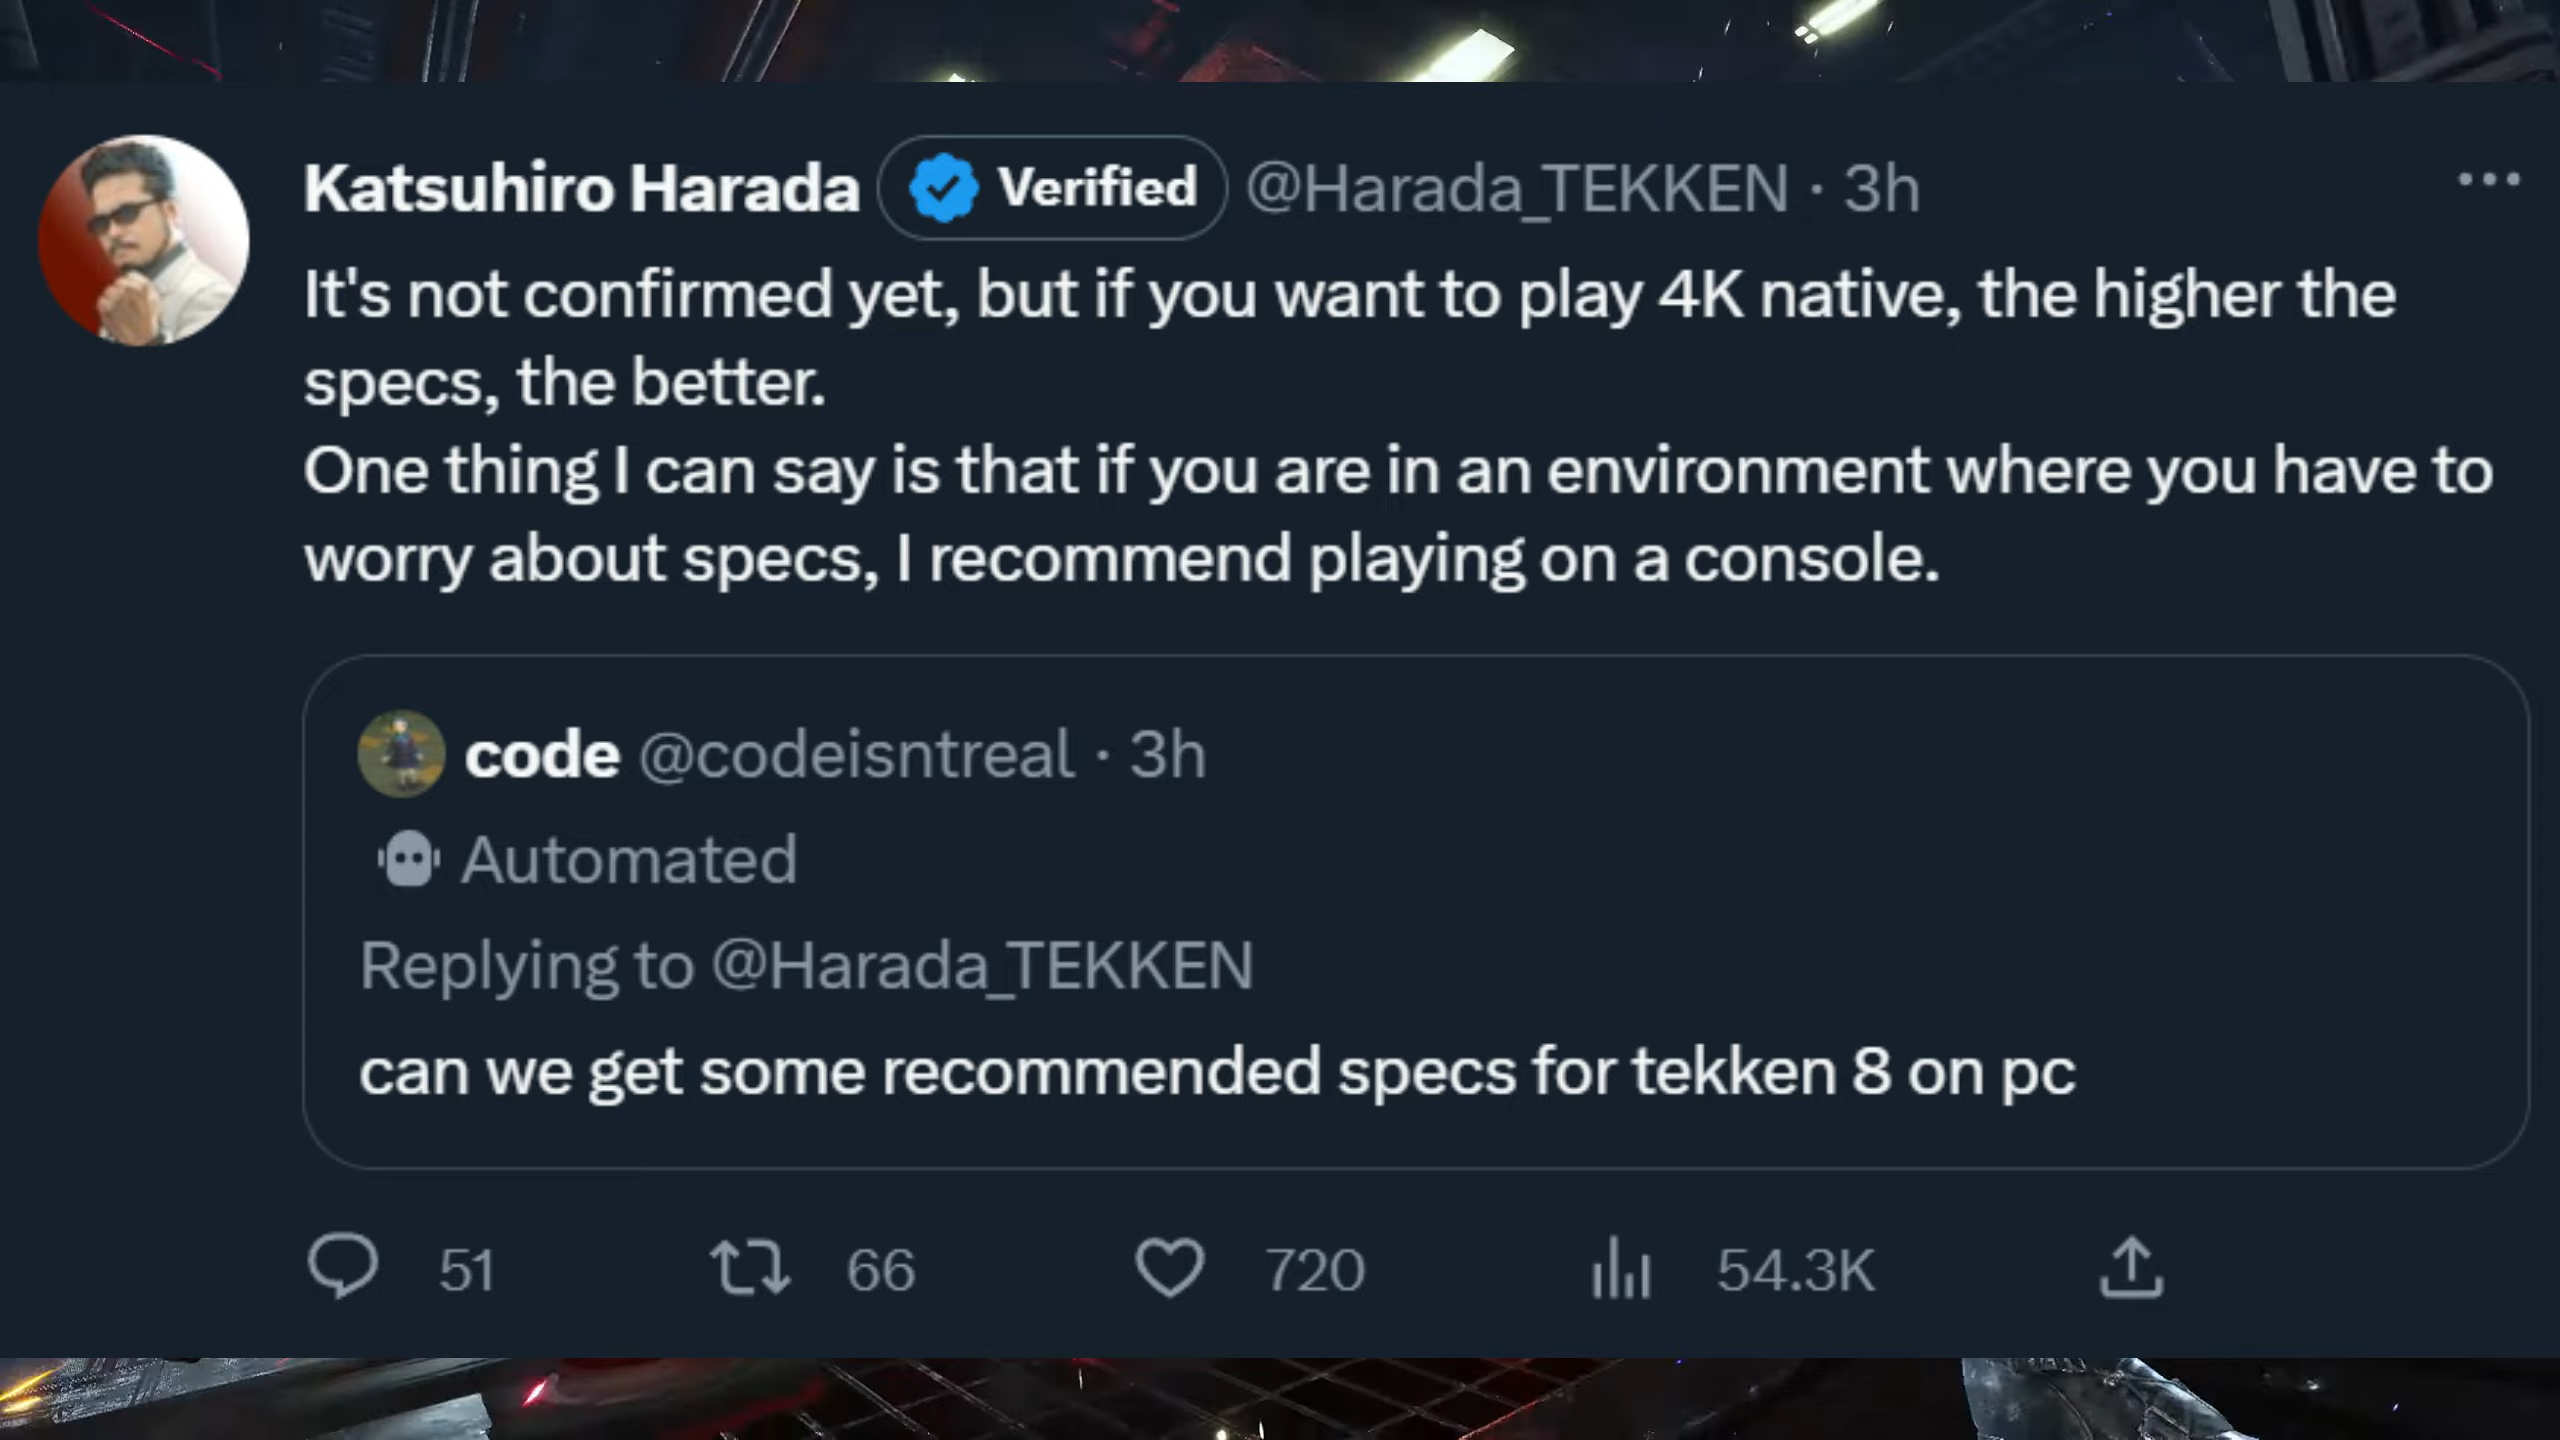 Katsuhiro Harada Verified @Harada_TEKKEN · 3h
It's not confirmed yet, but if you want to play 4K native, the higher the
specs, the better.
One thing I can say is that if you are in an environment where you have to
worry about specs, I recommend playing on a console.
code @codeisntreal · 3h
Automated
Replying to @Harada_TEKKEN
can we get some recommended specs for tekken 8 on pc
51 66 720 54.3K